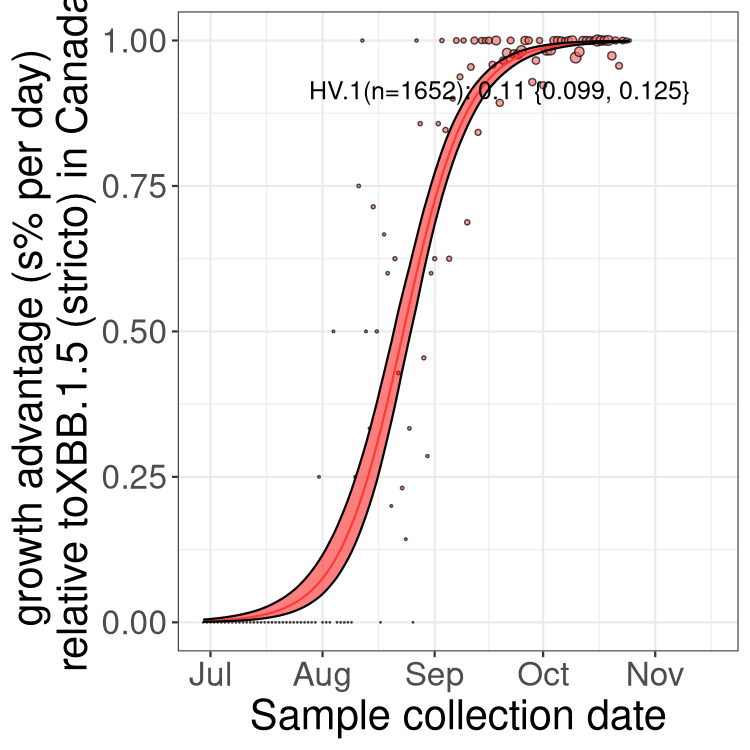 growth advantage (s% per day)
relative toXBB.1.5 (stricto) in Canada
1.00
0.75
0.50
0.25
0.00
HV.1(n=1652): 0.11 {0.099, 0.125}
Jul Aug Sep Oct Nov
Sample collection date